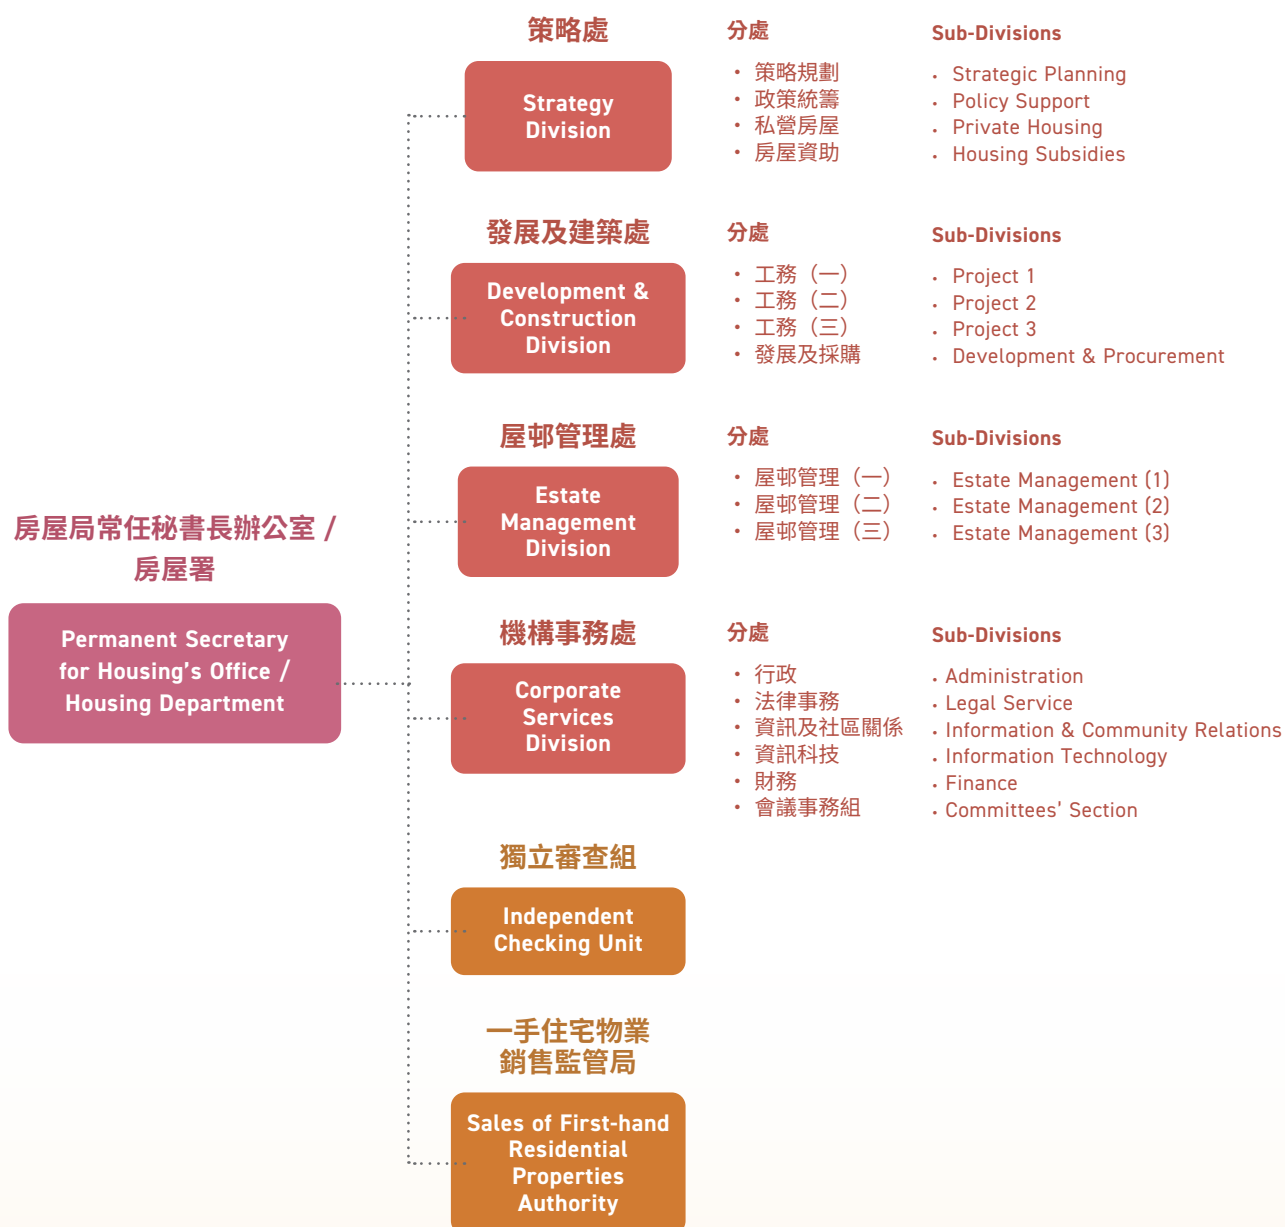 房屋局常任秘書長辦公室 /
房屋署
Permanent Secretary
for Housing’s Office /
Housing Department
策略處
Strategy
Division
分處
• 策略規劃
• 政策統籌
• 私營房屋
• 房屋資助
Sub-Divisions
• Strategic Planning
• Policy Support
• Private Housing
• Housing Subsidies
發展及建築處
Development &
Construction
Division
分處
• 工務（一）
• 工務（二）
• 工務（三）
• 發展及採購
Sub-Divisions
• Project 1
• Project 2
• Project 3
• Development & Procurement
屋邨管理處
Estate
Management
Division
分處
• 屋邨管理（一）
• 屋邨管理（二）
• 屋邨管理（三）
Sub-Divisions
• Estate Management (1)
• Estate Management (2)
• Estate Management (3)
機構事務處
Corporate
Services
Division
分處
• 行政
• 法律事務
• 資訊及社區關係
• 資訊科技
• 財務
• 會議事務組
Sub-Divisions
• Administration
• Legal Service
• Information & Community Relations
• Information Technology
• Finance
• Committees’ Section
獨立審查組
Independent
Checking Unit
一手住宅物業
銷售監管局
Sales of First-hand
Residential
Properties
Authority